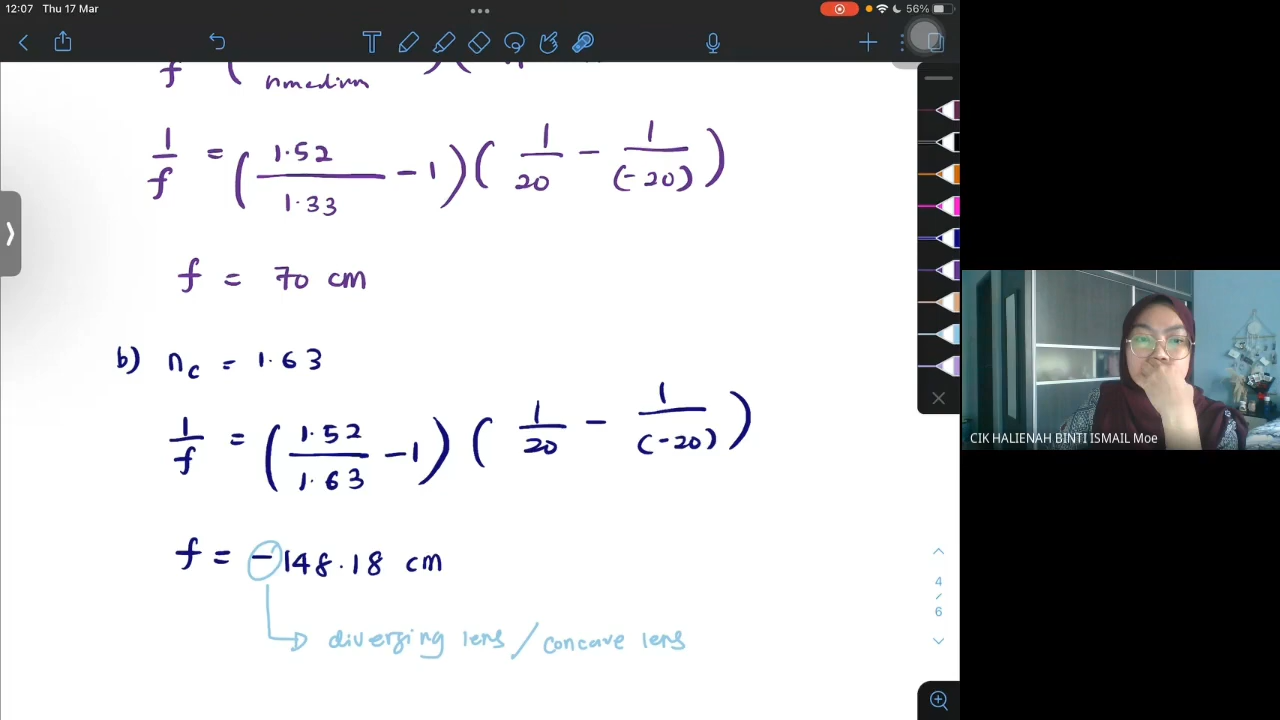 12:07 Thu 17 Mar
56%
f ( n medium ) (
1/f = ( 1.52/1.33 - 1 ) ( 1/20 - 1/(-20) )
f = 70 cm
b) nc = 1.63
1/f = ( 1.52/1.63 - 1 ) ( 1/20 - 1/(-20) )
f = -148.18 cm
diverging lens / concave lens
4
/
6
CIK HALIENAH BINTI ISMAIL Moe